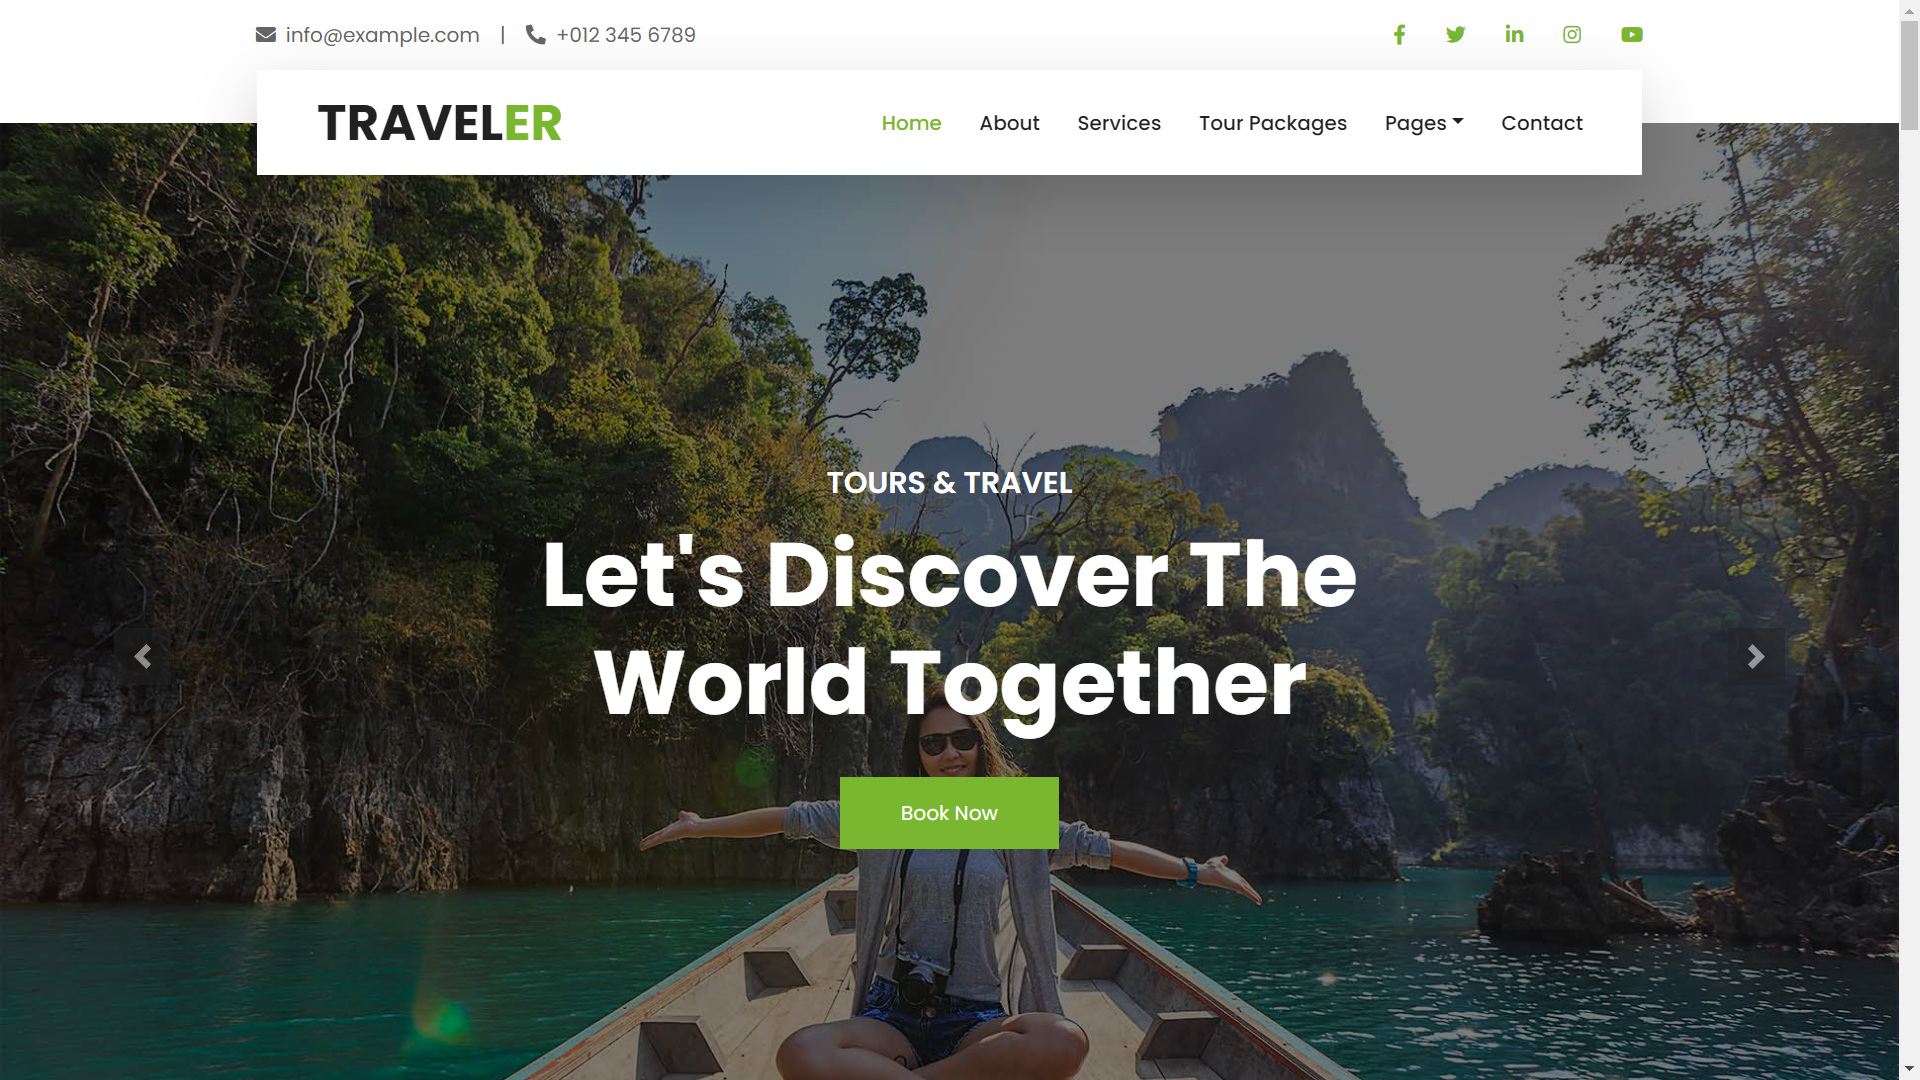 info@example.com | +012 345 6789
TRAVELER
Home About Services Tour Packages Pages Contact
TOURS & TRAVEL
Let's Discover The
World Together
Book Now